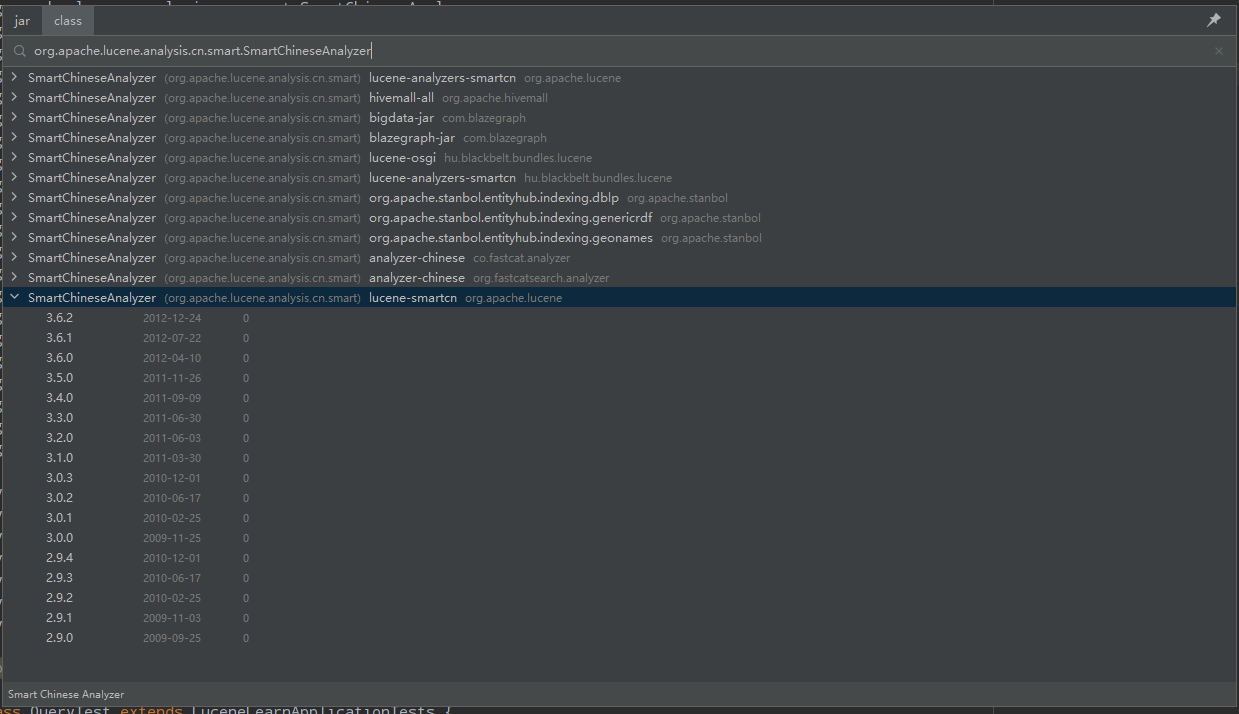 jar class
org.apache.lucene.analysis.cn.smart.SmartChineseAnalyzer
SmartChineseAnalyzer (org.apache.lucene.analysis.cn.smart) lucene-analyzers-smartcn org.apache.lucene
SmartChineseAnalyzer (org.apache.lucene.analysis.cn.smart) hivemall-all org.apache.hivemall
SmartChineseAnalyzer (org.apache.lucene.analysis.cn.smart) bigdata-jar com.blazegraph
SmartChineseAnalyzer (org.apache.lucene.analysis.cn.smart) blazegraph-jar com.blazegraph
SmartChineseAnalyzer (org.apache.lucene.analysis.cn.smart) lucene-osgi hu.blackbelt.bundles.lucene
SmartChineseAnalyzer (org.apache.lucene.analysis.cn.smart) lucene-analyzers-smartcn hu.blackbelt.bundles.lucene
SmartChineseAnalyzer (org.apache.lucene.analysis.cn.smart) org.apache.stanbol.entityhub.indexing.dblp org.apache.stanbol
SmartChineseAnalyzer (org.apache.lucene.analysis.cn.smart) org.apache.stanbol.entityhub.indexing.genericrdf org.apache.stanbol
SmartChineseAnalyzer (org.apache.lucene.analysis.cn.smart) org.apache.stanbol.entityhub.indexing.geonames org.apache.stanbol
SmartChineseAnalyzer (org.apache.lucene.analysis.cn.smart) analyzer-chinese co.fastcat.analyzer
SmartChineseAnalyzer (org.apache.lucene.analysis.cn.smart) analyzer-chinese org.fastcatsearch.analyzer
SmartChineseAnalyzer (org.apache.lucene.analysis.cn.smart) lucene-smartcn org.apache.lucene
3.6.2 2012-12-24 0
3.6.1 2012-07-22 0
3.6.0 2012-04-10 0
3.5.0 2011-11-26 0
3.4.0 2011-09-09 0
3.3.0 2011-06-30 0
3.2.0 2011-06-03 0
3.1.0 2011-03-30 0
3.0.3 2010-12-01 0
3.0.2 2010-06-17 0
3.0.1 2010-02-25 0
3.0.0 2009-11-25 0
2.9.4 2010-12-01 0
2.9.3 2010-06-17 0
2.9.2 2010-02-25 0
2.9.1 2009-11-03 0
2.9.0 2009-09-25 0
Smart Chinese Analyzer
ass QueryTest extends LuceneLearnApplicationTests {